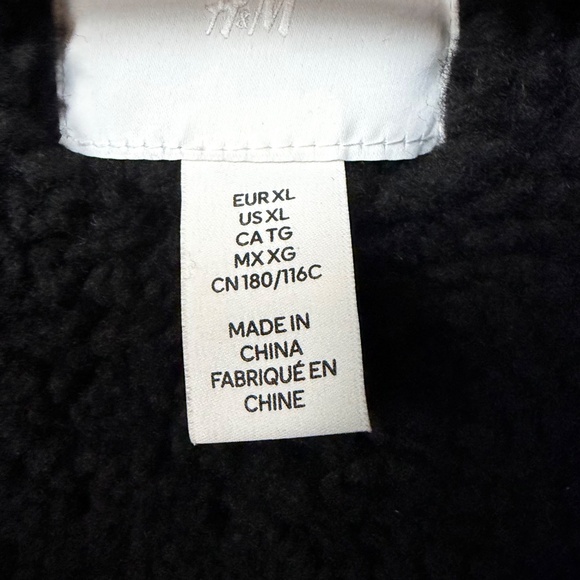 H&M
EUR XL
US XL
CA TG
MX XG
CN 180/116C
MADE IN
CHINA
FABRIQUÉ EN
CHINE